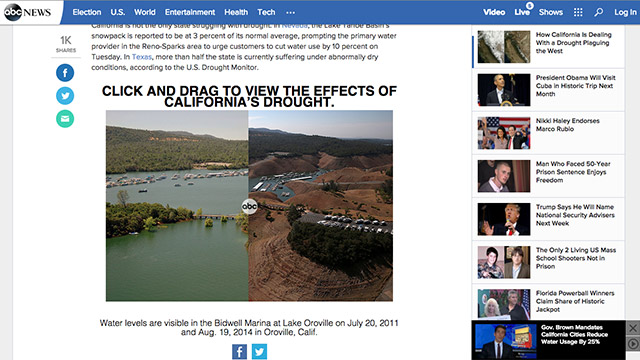 abc NEWS
Election U.S. World Entertainment Health Tech ... Video Live 5 Shows
1K
SHARES
California is not the only state struggling with drought. In Nevada, the Lake Tahoe Basin's
snowpack is reported to be at 3 percent of its normal average, prompting the primary water
provider in the Reno-Sparks area to urge customers to cut water use by 10 percent on
Tuesday. In Texas, more than half the state is currently suffering under abnormally dry
conditions, according to the U.S. Drought Monitor.
CLICK AND DRAG TO VIEW THE EFFECTS OF
CALIFORNIA'S DROUGHT.
abc
Water levels are visible in the Bidwell Marina at Lake Oroville on July 20, 2011
and Aug. 19, 2014 in Oroville, Calif.
How California Is Dealing
With a Drought Plaguing
the West
President Obama Will Visit
Cuba in Historic Trip Next
Month
Nikki Haley Endorses
Marco Rubio
Man Who Faced 50-Year
Prison Sentence Enjoys
Freedom
Trump Says He Will Name
National Security Advisers
Next Week
The Only 2 Living US Mass
School Shooters Not in
Prison
Florida Powerball Winners
Claim Share of Historic
Jackpot
Gov. Brown Mandates
California Cities Reduce
Water Usage By 25%